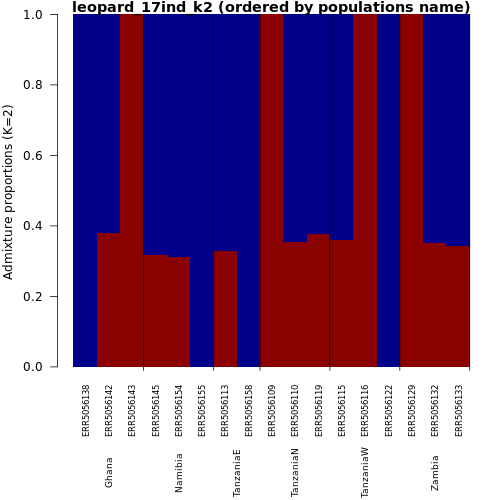 leopard_17ind_k2 (ordered by populations name)
Admixture proportions (K=2)
1.0
0.8
0.6
0.4
0.2
0.0
ERR5056138
ERR5056142
ERR5056143
ERR5056145
ERR5056154
ERR5056155
ERR5056113
ERR5056158
ERR5056109
ERR5056110
ERR5056119
ERR5056115
ERR5056116
ERR5056122
ERR5056129
ERR5056132
ERR5056133
Ghana
Namibia
TanzaniaE
TanzaniaN
TanzaniaW
Zambia